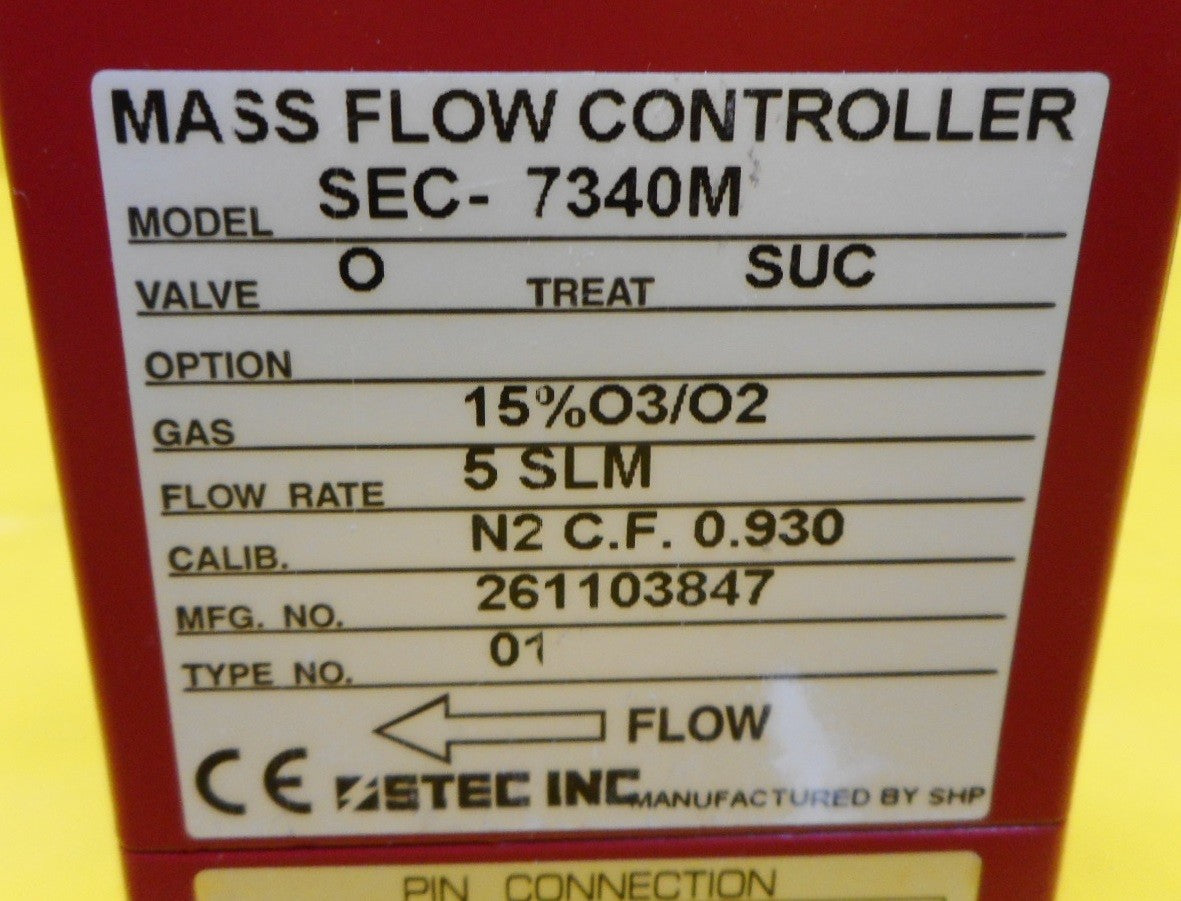 MASS FLOW CONTROLLER
MODEL SEC- 7340M
VALVE O TREAT SUC
OPTION
GAS 15%O3/O2
FLOW RATE 5 SLM
CALIB. N2 C.F. 0.930
MFG. NO. 261103847
TYPE NO. 01
FLOW
CE STEC INC MANUFACTURED BY SHP
PIN CONNECTION